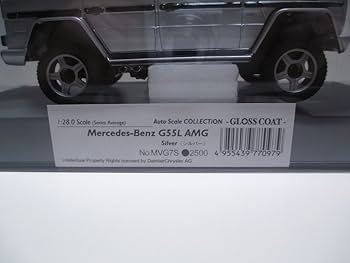 1:28.0 Scale (Series Average)
Auto Scale COLLECTION - GLOSS COAT -
Mercedes-Benz G55L AMG
Silver (シルバー)
No.MVG7S ●2500
4 955439 770979
Intellectual Property Rights licensed by DaimlerChrysler AG